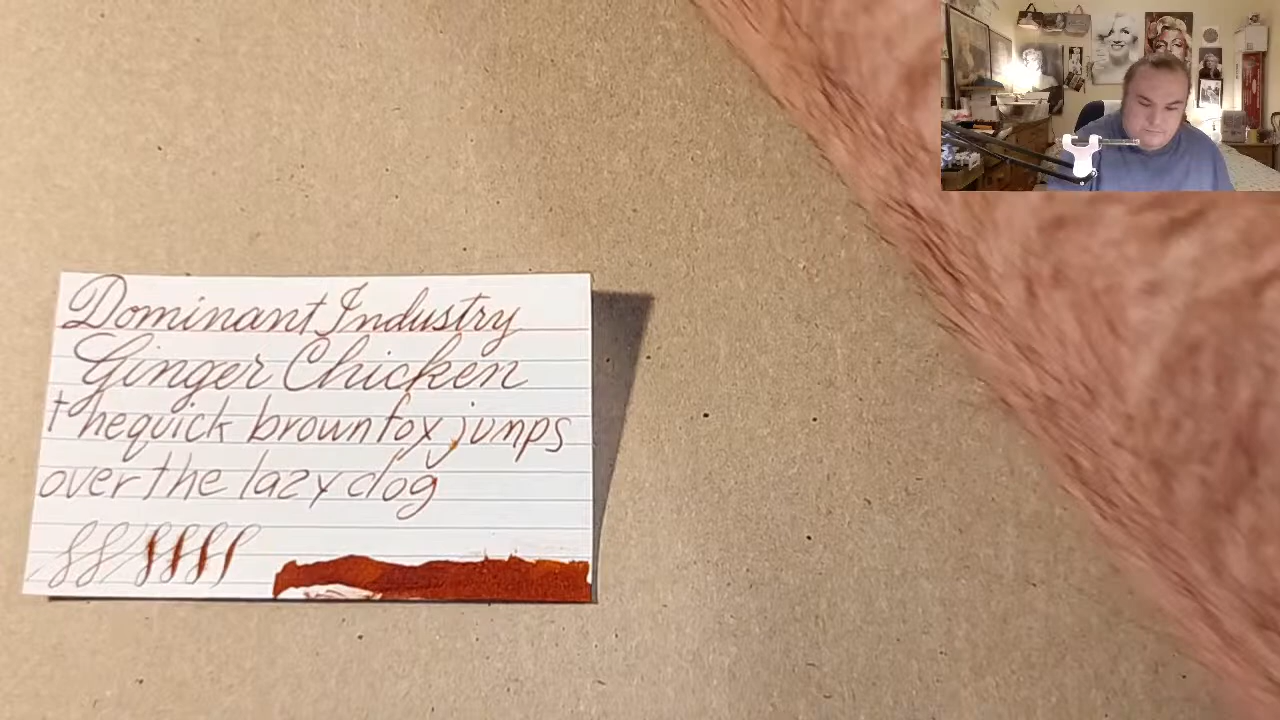 Dominant Industry
Ginger Chicken
the quick brown fox jumps
over the lazy dog